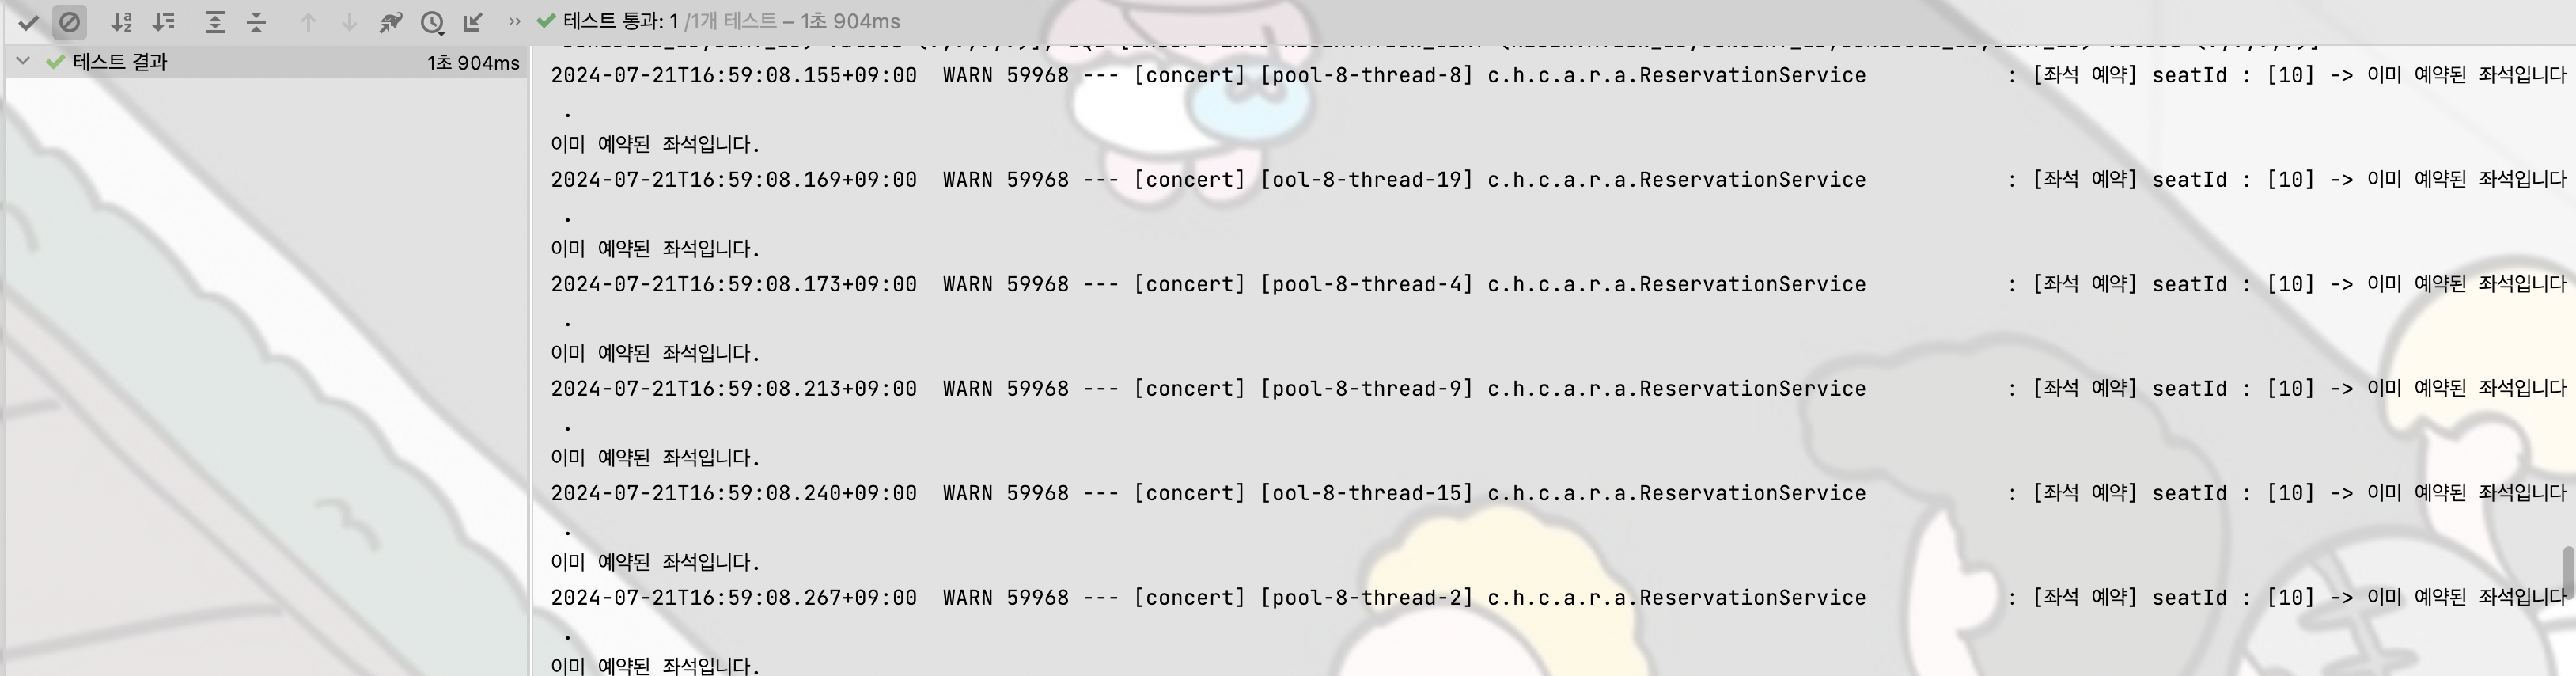 테스트 통과: 1 /1개 테스트 – 1초 904ms
테스트 결과 1초 904ms
2024-07-21T16:59:08.155+09:00  WARN 59968 --- [concert] [pool-8-thread-8] c.h.c.a.r.a.ReservationService : [좌석 예약] seatId : [10] -> 이미 예약된 좌석입니다
.
이미 예약된 좌석입니다.
2024-07-21T16:59:08.169+09:00  WARN 59968 --- [concert] [ool-8-thread-19] c.h.c.a.r.a.ReservationService : [좌석 예약] seatId : [10] -> 이미 예약된 좌석입니다
.
이미 예약된 좌석입니다.
2024-07-21T16:59:08.173+09:00  WARN 59968 --- [concert] [pool-8-thread-4] c.h.c.a.r.a.ReservationService : [좌석 예약] seatId : [10] -> 이미 예약된 좌석입니다
.
이미 예약된 좌석입니다.
2024-07-21T16:59:08.213+09:00  WARN 59968 --- [concert] [pool-8-thread-9] c.h.c.a.r.a.ReservationService : [좌석 예약] seatId : [10] -> 이미 예약된 좌석입니다
.
이미 예약된 좌석입니다.
2024-07-21T16:59:08.240+09:00  WARN 59968 --- [concert] [ool-8-thread-15] c.h.c.a.r.a.ReservationService : [좌석 예약] seatId : [10] -> 이미 예약된 좌석입니다
.
이미 예약된 좌석입니다.
2024-07-21T16:59:08.267+09:00  WARN 59968 --- [concert] [pool-8-thread-2] c.h.c.a.r.a.ReservationService : [좌석 예약] seatId : [10] -> 이미 예약된 좌석입니다
.
이미 예약된 좌석입니다.